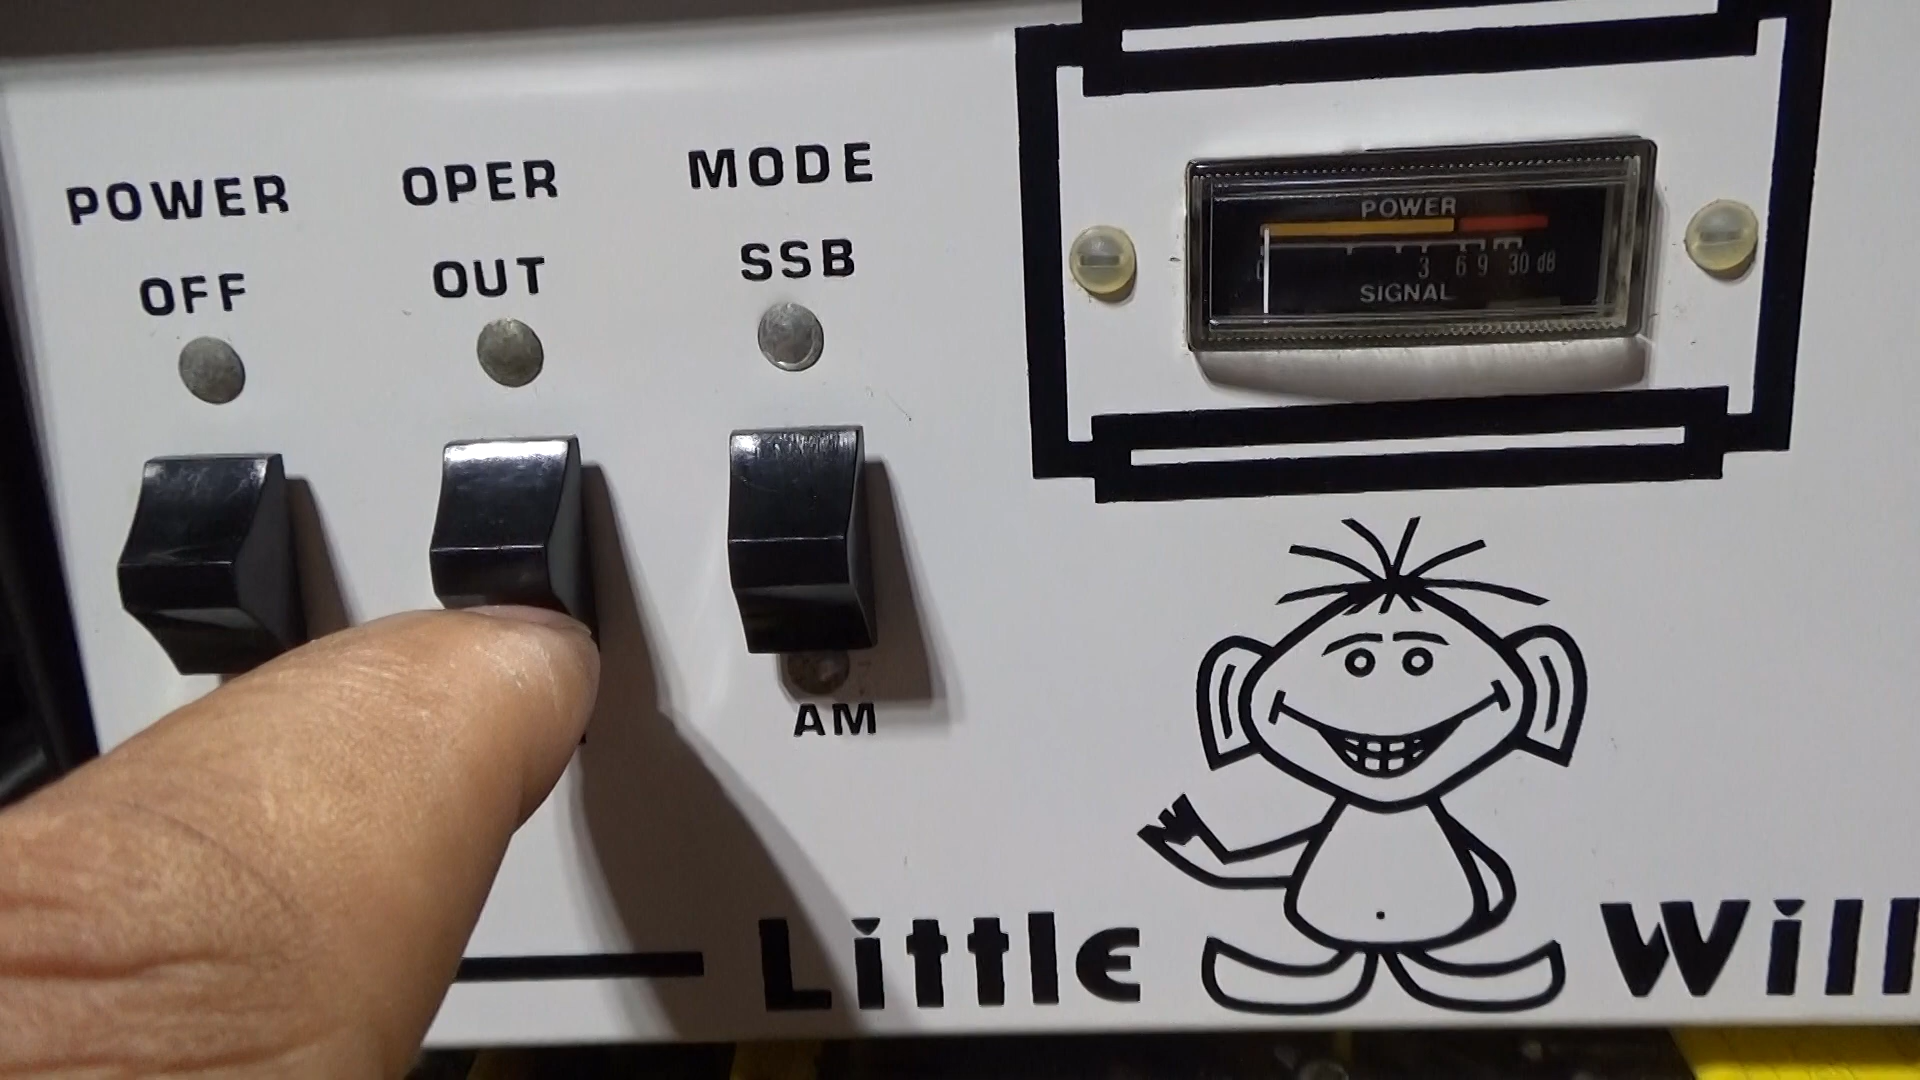 POWER
OFF
OPER
OUT
MODE
SSB
AM
POWER
3 6 9 30 dB
SIGNAL
Little Will